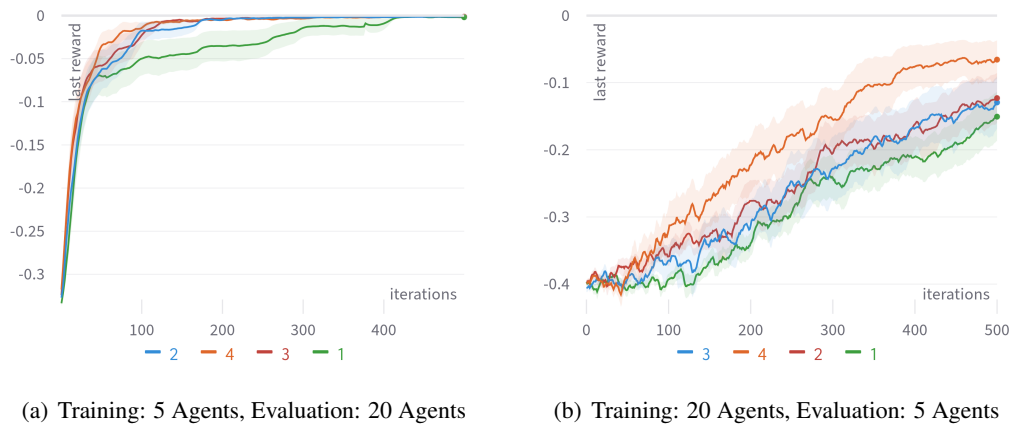 0
-0.05
-0.1
-0.15
-0.2
-0.25
-0.3
last reward
iterations
100 200 300 400
2 4 3 1
(a) Training: 5 Agents, Evaluation: 20 Agents
0
-0.1
-0.2
-0.3
-0.4
last reward
iterations
0 100 200 300 400 500
3 4 2 1
(b) Training: 20 Agents, Evaluation: 5 Agents